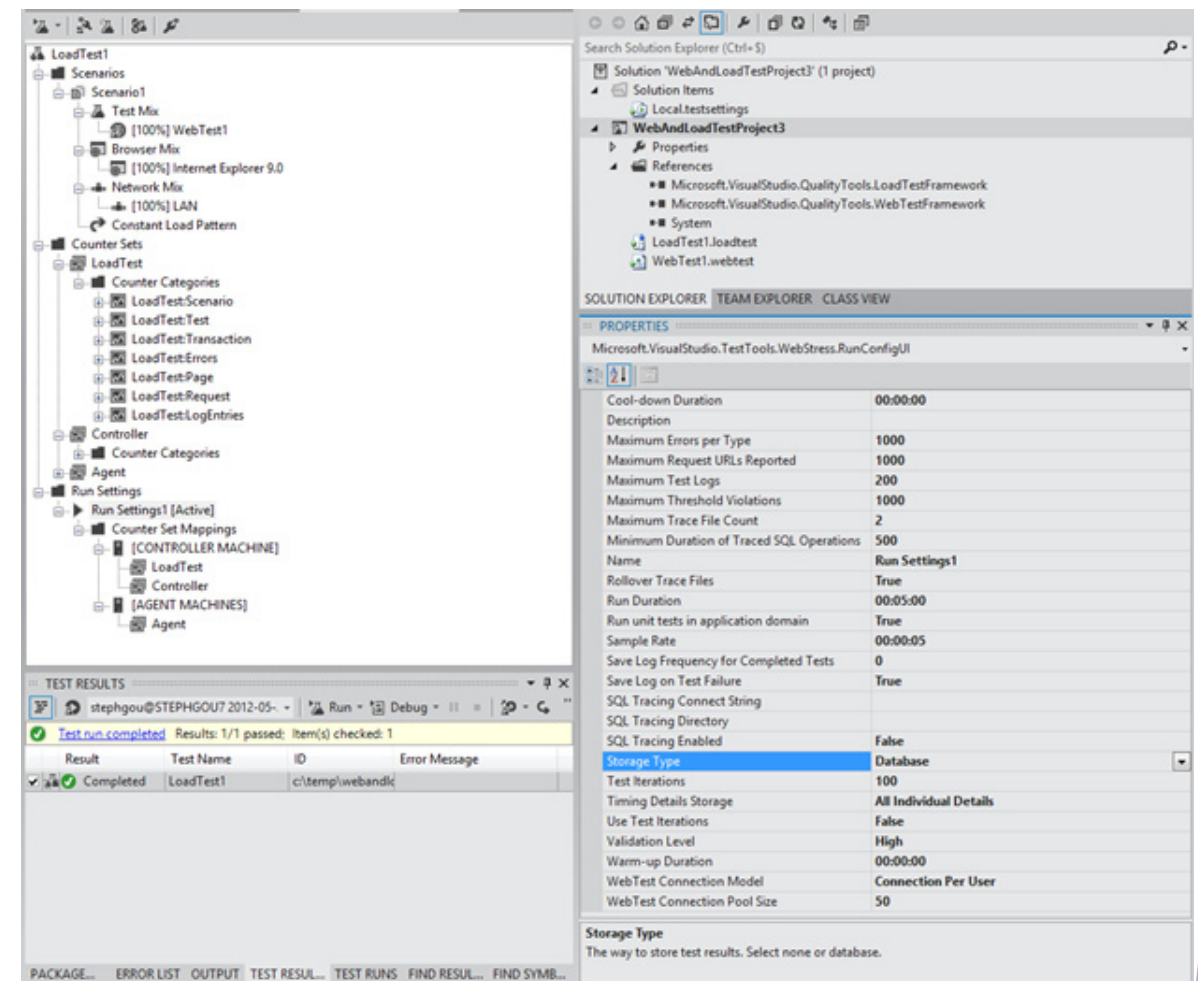 LoadTest1
Scenarios
Scenario1
Test Mix
[100%] WebTest1
Browser Mix
[100%] Internet Explorer 9.0
Network Mix
[100%] LAN
Constant Load Pattern
Counter Sets
LoadTest
Counter Categories
LoadTest:Scenario
LoadTest:Test
LoadTest:Transaction
LoadTest:Errors
LoadTest:Page
LoadTest:Request
LoadTest:LogEntries
Controller
Counter Categories
Agent
Run Settings
Run Settings1 [Active]
Counter Set Mappings
[CONTROLLER MACHINE]
LoadTest
Controller
[AGENT MACHINES]
Agent
TEST RESULTS
stephgou@STEPHGOU7 2012-05-. Run Debug
Test run completed Results: 1/1 passed; Item(s) checked: 1
Result Test Name ID Error Message
Completed LoadTest1 c:\temp\webandlc
PACKAGE... ERROR LIST OUTPUT TEST RESUL... TEST RUNS FIND RESUL... FIND SYMB...
Search Solution Explorer (Ctrl+$)
Solution 'WebAndLoadTestProject3' (1 project)
Solution Items
Local.testsettings
WebAndLoadTestProject3
Properties
References
Microsoft.VisualStudio.QualityTools.LoadTestFramework
Microsoft.VisualStudio.QualityTools.WebTestFramework
System
LoadTest1.loadtest
WebTest1.webtest
SOLUTION EXPLORER TEAM EXPLORER CLASS VIEW
PROPERTIES
Microsoft.VisualStudio.TestTools.WebStress.RunConfigUI
Cool-down Duration 00:00:00
Description
Maximum Errors per Type 1000
Maximum Request URLs Reported 1000
Maximum Test Logs 200
Maximum Threshold Violations 1000
Maximum Trace File Count 2
Minimum Duration of Traced SQL Operations 500
Name Run Settings1
Rollover Trace Files True
Run Duration 00:05:00
Run unit tests in application domain True
Sample Rate 00:00:05
Save Log Frequency for Completed Tests 0
Save Log on Test Failure True
SQL Tracing Connect String
SQL Tracing Directory
SQL Tracing Enabled False
Storage Type Database
Test Iterations 100
Timing Details Storage All Individual Details
Use Test Iterations False
Validation Level High
Warm-up Duration 00:00:00
WebTest Connection Model Connection Per User
WebTest Connection Pool Size 50
Storage Type
The way to store test results. Select none or database.